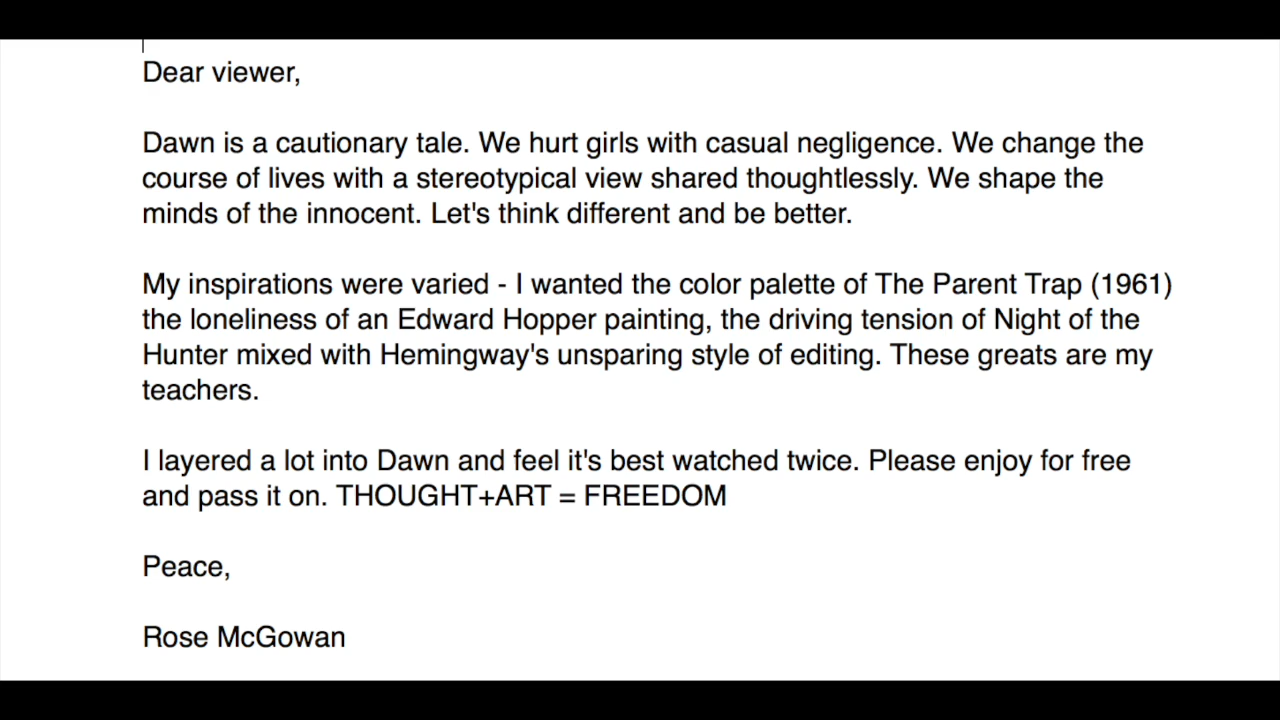 Dear viewer,
Dawn is a cautionary tale. We hurt girls with casual negligence. We change the
course of lives with a stereotypical view shared thoughtlessly. We shape the
minds of the innocent. Let's think different and be better.
My inspirations were varied - I wanted the color palette of The Parent Trap (1961)
the loneliness of an Edward Hopper painting, the driving tension of Night of the
Hunter mixed with Hemingway's unsparing style of editing. These greats are my
teachers.
I layered a lot into Dawn and feel it's best watched twice. Please enjoy for free
and pass it on. THOUGHT+ART = FREEDOM
Peace,
Rose McGowan